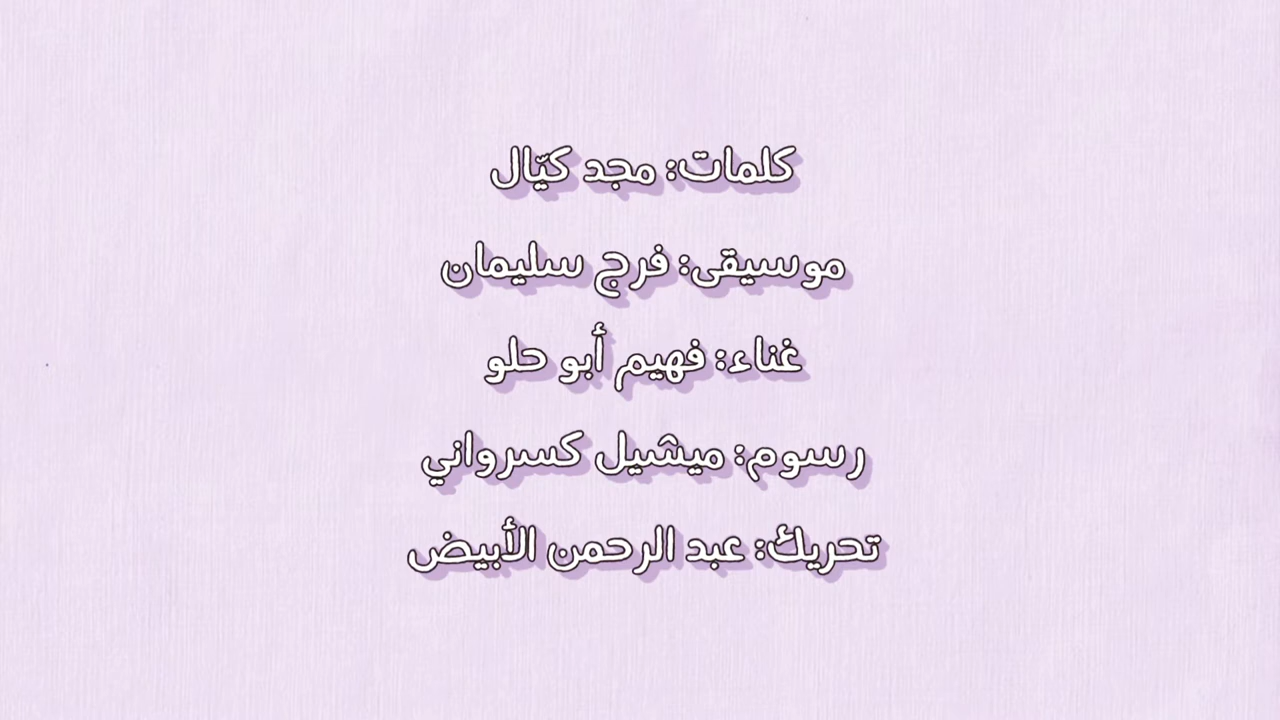 كلمات: مجد كيّال
موسيقى: فرج سليمان
غناء: فهيم أبو حلو
رسوم: ميشيل كسرواني
تحريك: عبد الرحمن الأبيض